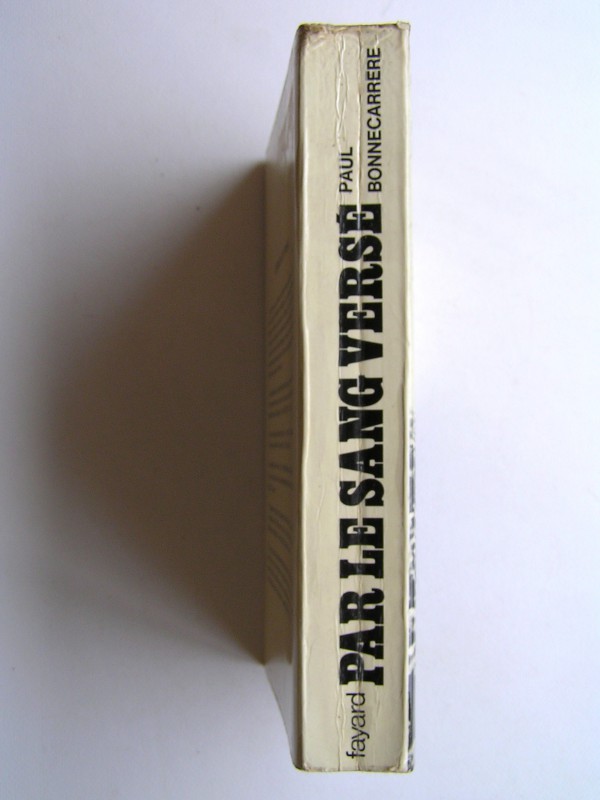 fayard
PAR LE SANG VERSÉ
PAUL
BONNECARRERE